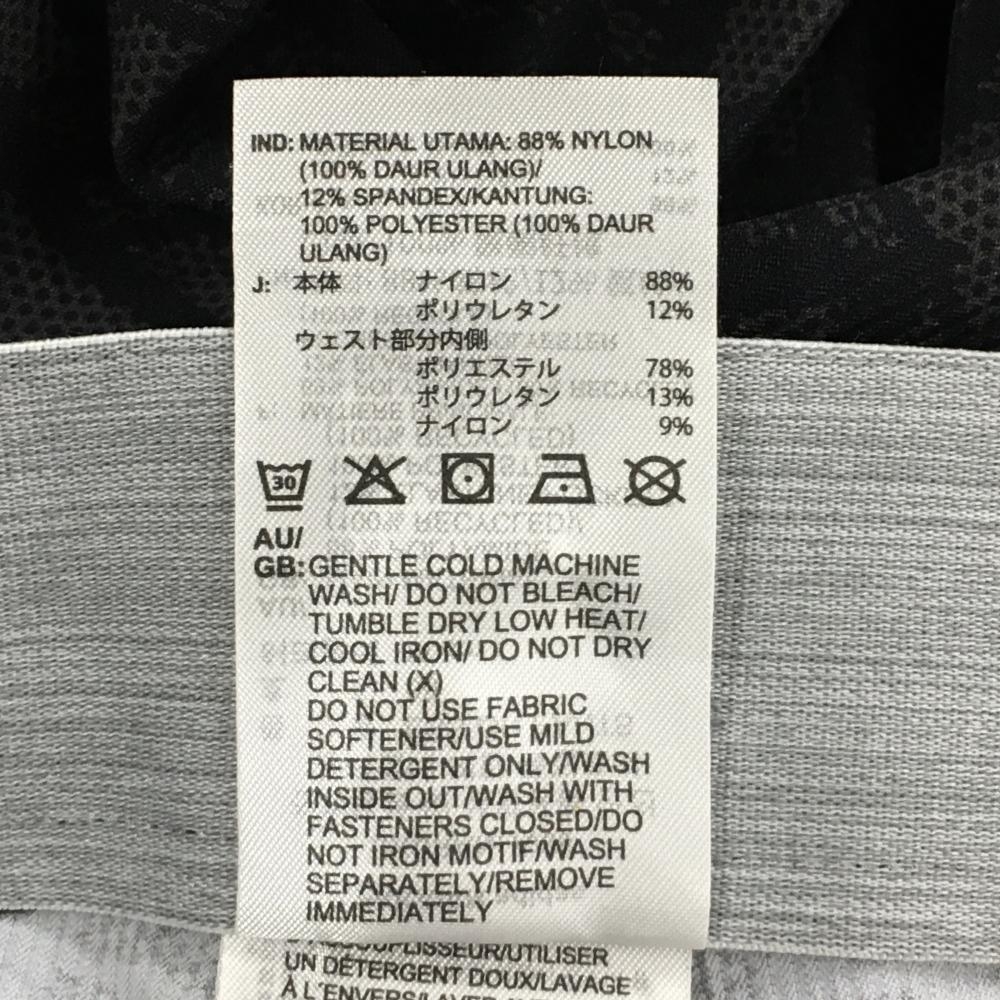 IND: MATERIAL UTAMA: 88% NYLON
(100% DAUR ULANG)/
12% SPANDEX/KANTUNG:
100% POLYESTER (100% DAUR
ULANG)
J: 本体 ナイロン 88%
ポリウレタン 12%
ウェスト部分内側
ポリエステル 78%
ポリウレタン 13%
ナイロン 9%
30
AU/
GB: GENTLE COLD MACHINE
WASH/ DO NOT BLEACH/
TUMBLE DRY LOW HEAT/
COOL IRON/ DO NOT DRY
CLEAN (X)
DO NOT USE FABRIC
SOFTENER/USE MILD
DETERGENT ONLY/WASH
INSIDE OUT/WASH WITH
FASTENERS CLOSED/DO
NOT IRON MOTIF/WASH
SEPARATELY/REMOVE
IMMEDIATELY
UN DÉTERGENT DOUX/LAVAGE